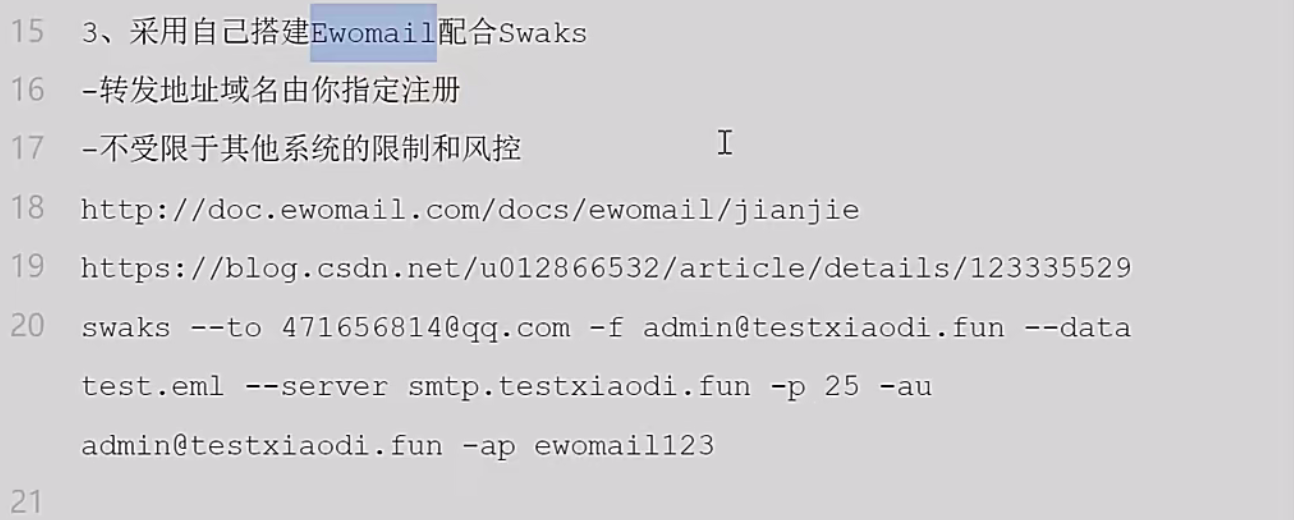 15 3、采用自己搭建Ewomail配合Swaks
16 -转发地址域名由你指定注册
17 -不受限于其他系统的限制和风控
18 http://doc.ewomail.com/docs/ewomail/jianjie
19 https://blog.csdn.net/u012866532/article/details/123335529
20 swaks --to 471656814@qq.com -f admin@testxiaodi.fun --data
test.eml --server smtp.testxiaodi.fun -p 25 -au
admin@testxiaodi.fun -ap ewomail123
21